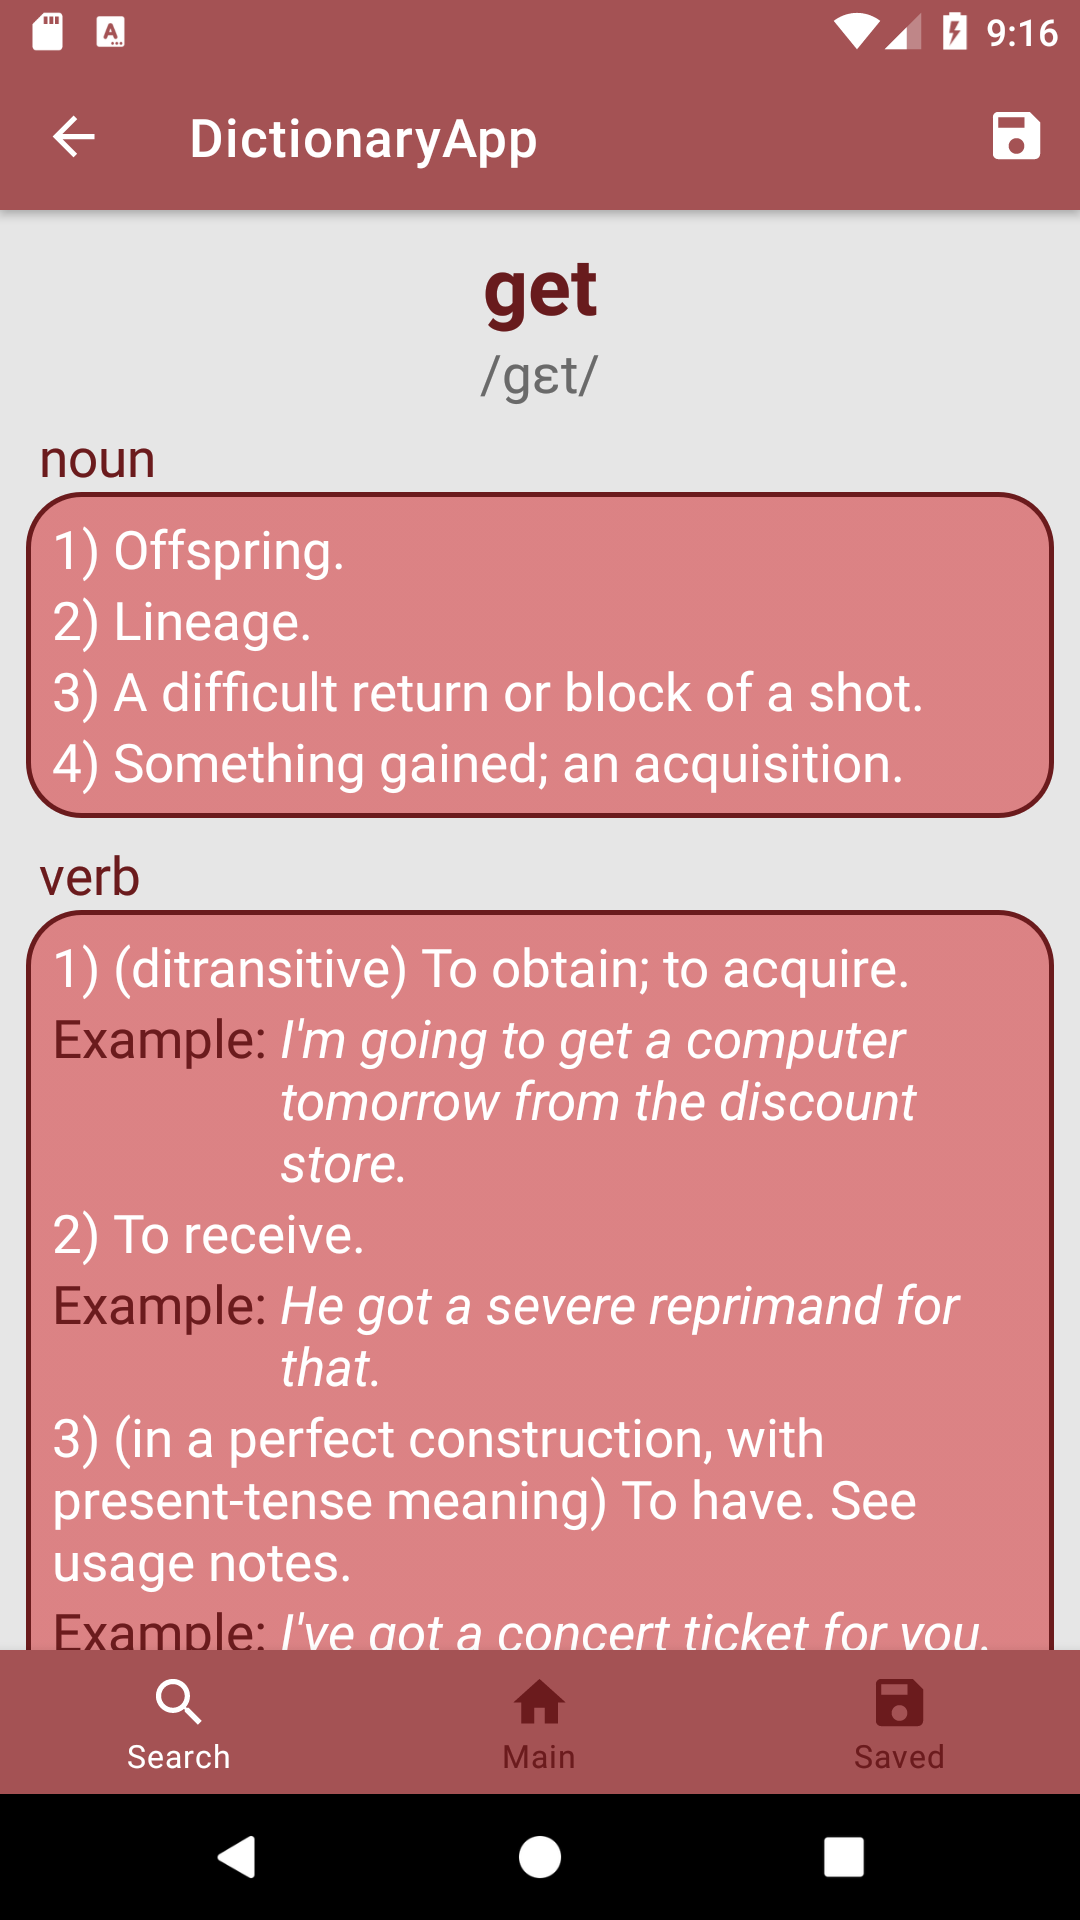 9:16
DictionaryApp
get
/ɡɛt/
noun
1) Offspring.
2) Lineage.
3) A difficult return or block of a shot.
4) Something gained; an acquisition.
verb
1) (ditransitive) To obtain; to acquire.
Example: I'm going to get a computer
tomorrow from the discount
store.
2) To receive.
Example: He got a severe reprimand for
that.
3) (in a perfect construction, with
present-tense meaning) To have. See
usage notes.
Example: I've got a concert ticket for you.
Search
Main
Saved